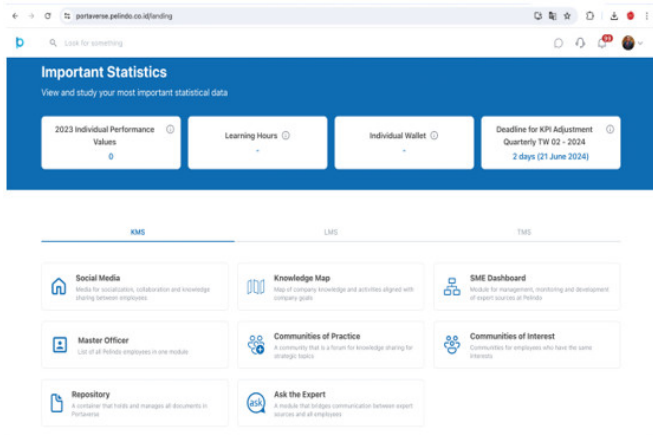 portaverse.pelindo.co.id/landing
Look for something
99
Important Statistics
View and study your most important statistical data
2023 Individual Performance
Values
0
Learning Hours
-
Individual Wallet
-
Deadline for KPI Adjustment
Quarterly TW 02 - 2024
2 days (21 June 2024)
KMS
LMS
TMS
Social Media
Media for socialization, collaboration and knowledge
sharing between employees
Knowledge Map
Map of company knowledge and activities aligned with
company goals
SME Dashboard
Module for management, monitoring and development
of expert sources at Pelindo
Master Officer
List of all Pelindo employees in one module
Communities of Practice
A community that is a forum for knowledge sharing for
strategic topics
Communities of Interest
Communities for employees who have the same
interests
Repository
A container that holds and manages all documents in
Portaverse
ask
Ask the Expert
A module that bridges communication between expert
sources and all employees